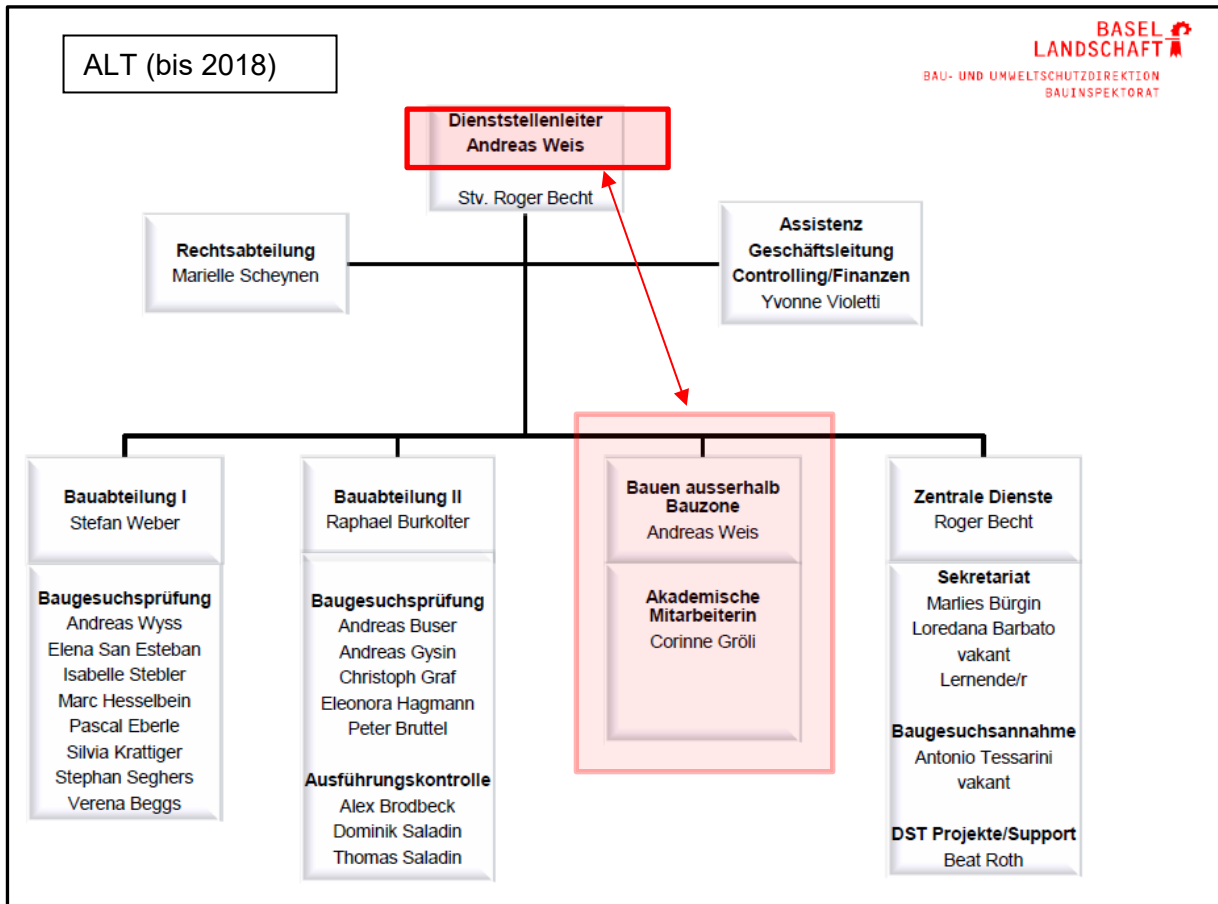 ALT (bis 2018)
BASEL
LANDSCHAFT
BAU- UND UMWELTSCHUTZDIREKTION
BAUINSPEKTORAT
Dienststellenleiter
Andreas Weis
Stv. Roger Becht
Rechtsabteilung
Marielle Scheynen
Assistenz
Geschäftsleitung
Controlling/Finanzen
Yvonne Violetti
Bauabteilung I
Stefan Weber
Baugesuchsprüfung
Andreas Wyss
Elena San Esteban
Isabelle Stebler
Marc Hesselbein
Pascal Eberle
Silvia Krattiger
Stephan Seghers
Verena Beggs
Bauabteilung II
Raphael Burkolter
Baugesuchsprüfung
Andreas Buser
Andreas Gysin
Christoph Graf
Eleonora Hagmann
Peter Bruttel
Ausführungskontrolle
Alex Brodbeck
Dominik Saladin
Thomas Saladin
Bauen ausserhalb
Bauzone
Andreas Weis
Akademische
Mitarbeiterin
Corinne Gröli
Zentrale Dienste
Roger Becht
Sekretariat
Marlies Bürgin
Loredana Barbato
vakant
Lernende/r
Baugesuchsannahme
Antonio Tessarini
vakant
DST Projekte/Support
Beat Roth